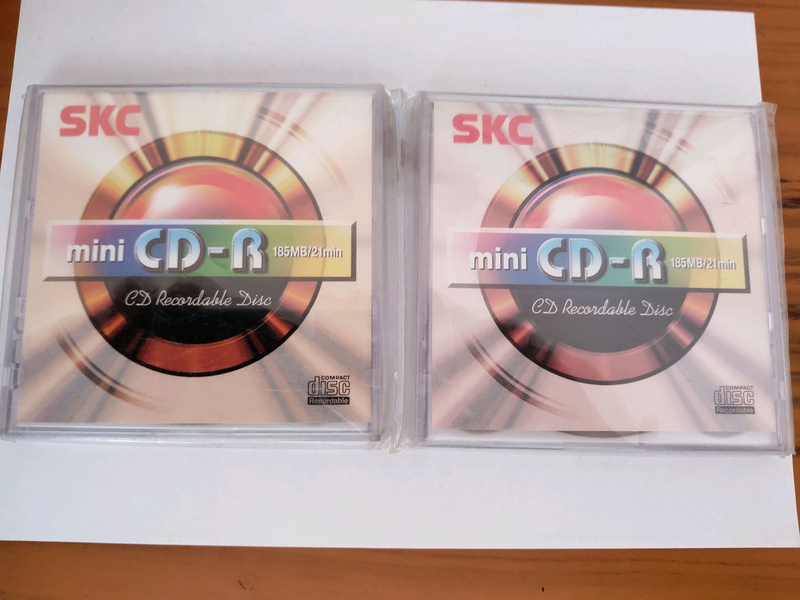 SKC
mini CD-R 185MB/21min
CD Recordable Disc
COMPACT
disc
Recordable
SKC
mini CD-R 185MB/21min
CD Recordable Disc
COMPACT
disc
Recordable